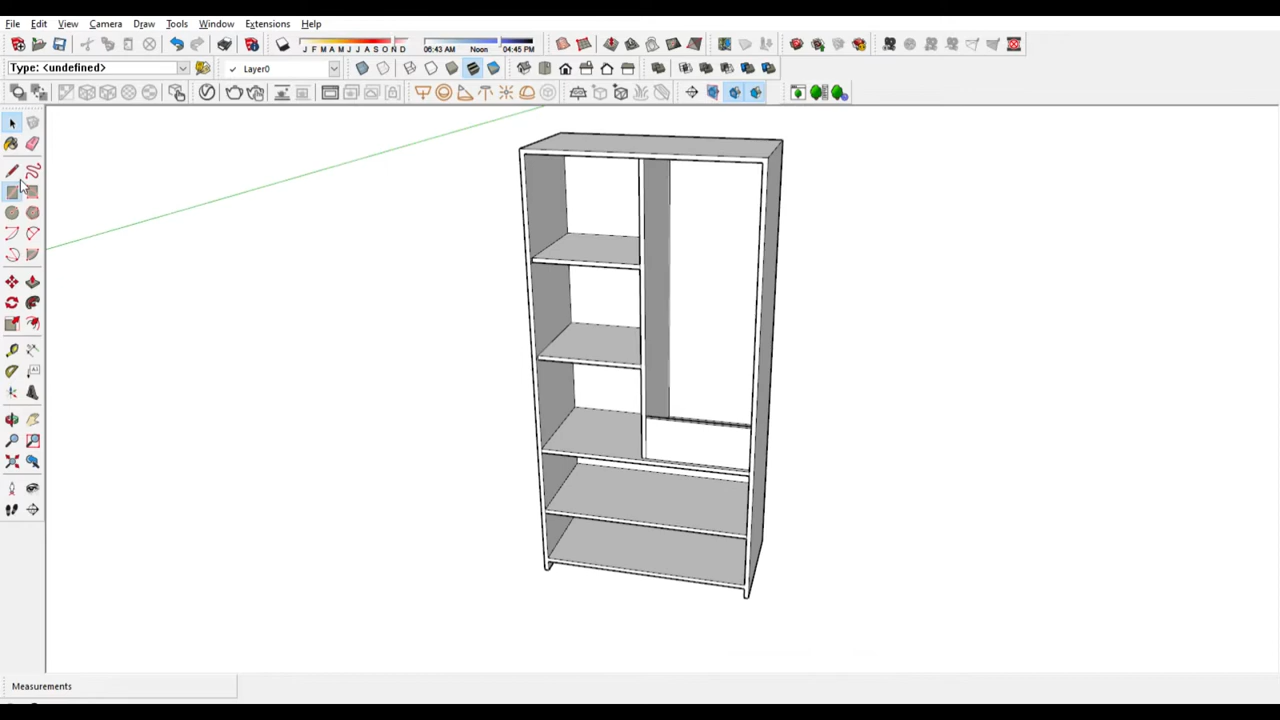 File Edit View Camera Draw Tools Window Extensions Help
J F M A M J J A S O N D 06:43 AM Noon 04:45 PM
Type: <undefined> ✓ Layer0
A1
Measurements